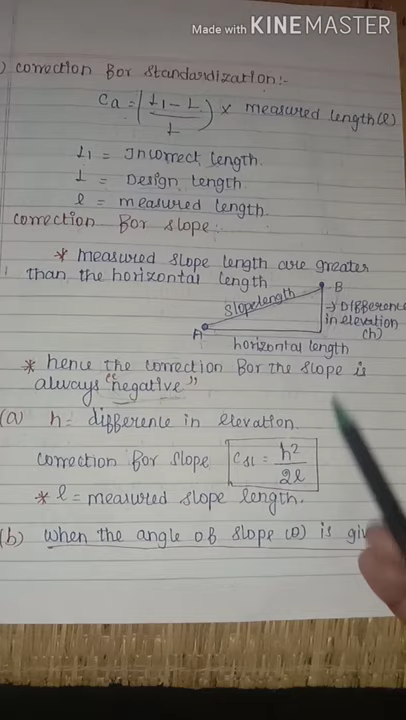 Made with KINEMASTER
) correction for standardization:-
Ca = (L1 - L / L) x measured length(l)
L1 = Incorrect length.
L = Design length
l = measured length.
correction for slope:
* measured slope length are greater
than the horizontal length
B
slope length
→ Difference
in elevation
(h)
A
horizontal length
* hence the correction for the slope is
always "negative"
(a) h = difference in elevation.
correction for slope Csl = h²/2l
* l = measured slope length.
(b) when the angle of slope (θ) is